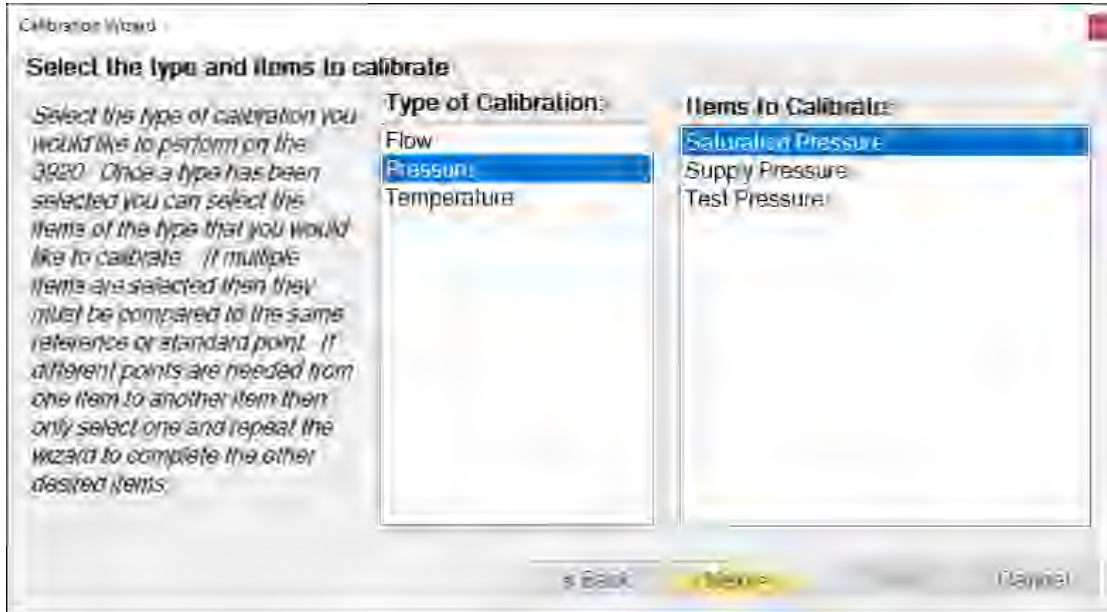 Calibration Wizard
Select the type and items to calibrate
Select the type of calibration you
would like to perform on the
3920. Once a type has been
selected you can select the
items of the type that you would
like to calibrate. If multiple
items are selected then they
must be compared to the same
reference or standard point. If
different points are needed from
one item to another item then
only select one and repeat the
wizard to complete the other
desired items.
Type of Calibration:
Flow
Pressure
Temperature
Items to Calibrate:
Saturation Pressure
Supply Pressure
Test Pressure
< Back
Cancel